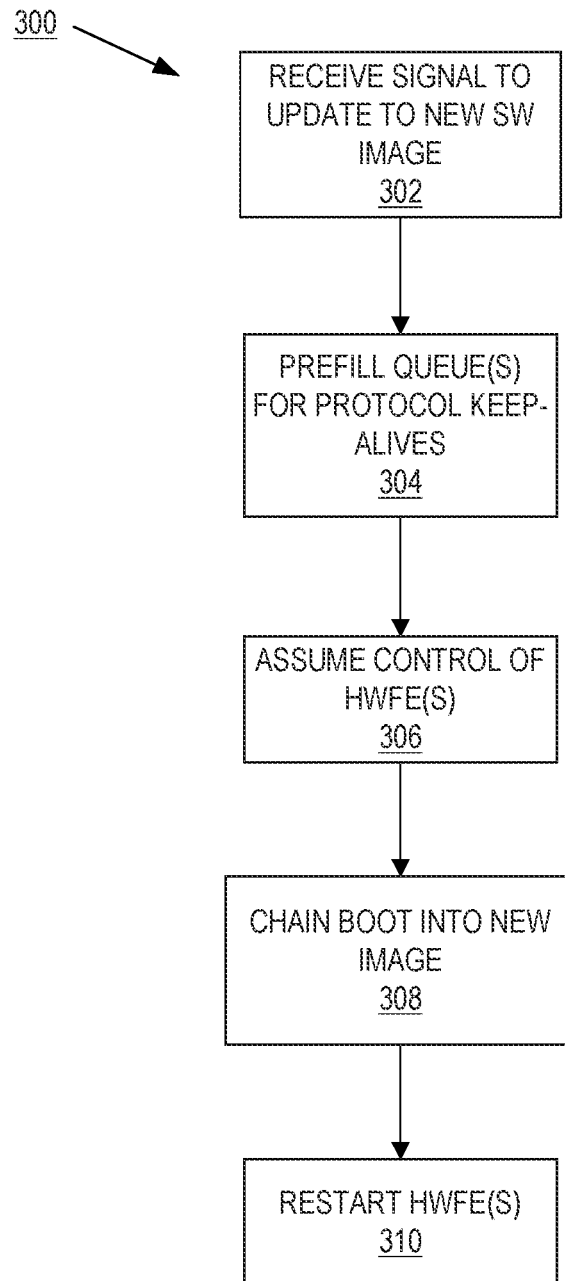 300
RECEIVE SIGNAL TO
UPDATE TO NEW SW
IMAGE
302
PREFILL QUEUE(S)
FOR PROTOCOL KEEP-
ALIVES
304
ASSUME CONTROL OF
HWFE(S)
306
CHAIN BOOT INTO NEW
IMAGE
308
RESTART HWFE(S)
310